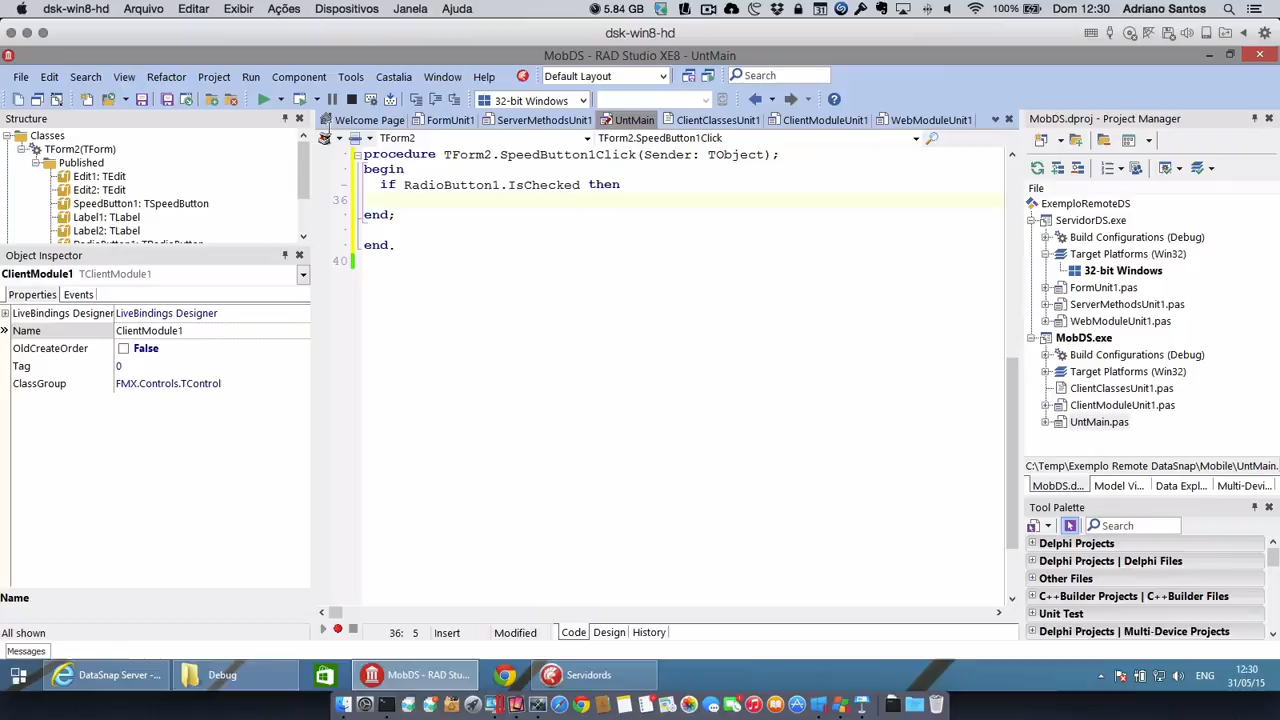 dsk-win8-hd Arquivo Editar Exibir Ações Dispositivos Janela Ajuda 5.84 GB 100% Dom 12:30 Adriano Santos
dsk-win8-hd
MobDS - RAD Studio XE8 - UntMain
File Edit Search View Refactor Project Run Component Tools Castalia Window Help Default Layout Search
32-bit Windows
Structure
Welcome Page FormUnit1 ServerMethodsUnit1 UntMain ClientClassesUnit1 ClientModuleUnit1 WebModuleUnit1
MobDS.dproj - Project Manager
Classes
TForm2(TForm)
Published
Edit1: TEdit
Edit2: TEdit
SpeedButton1: TSpeedButton
Label1: TLabel
Label2: TLabel
TForm2 TForm2.SpeedButton1Click
procedure TForm2.SpeedButton1Click(Sender: TObject);
begin
if RadioButton1.IsChecked then
36
end;
end.
40
Object Inspector
ClientModule1 TClientModule1
Properties Events
LiveBindings Designer LiveBindings Designer
Name ClientModule1
OldCreateOrder False
Tag 0
ClassGroup FMX.Controls.TControl
Name
All shown
36: 5 Insert Modified Code Design History
Messages
File
ExemploRemoteDS
ServidorDS.exe
Build Configurations (Debug)
Target Platforms (Win32)
32-bit Windows
FormUnit1.pas
ServerMethodsUnit1.pas
WebModuleUnit1.pas
MobDS.exe
Build Configurations (Debug)
Target Platforms (Win32)
ClientClassesUnit1.pas
ClientModuleUnit1.pas
UntMain.pas
C:\Temp\Exemplo Remote DataSnap\Mobile\UntMain.
MobDS.d... Model Vi... Data Expl... Multi-Devi...
Tool Palette
Search
Delphi Projects
Delphi Projects | Delphi Files
Other Files
C++Builder Projects | C++Builder Files
Unit Test
Delphi Projects | Multi-Device Projects
DataSnap Server -... Debug MobDS - RAD Stu... Servidords ENG 12:30
31/05/15